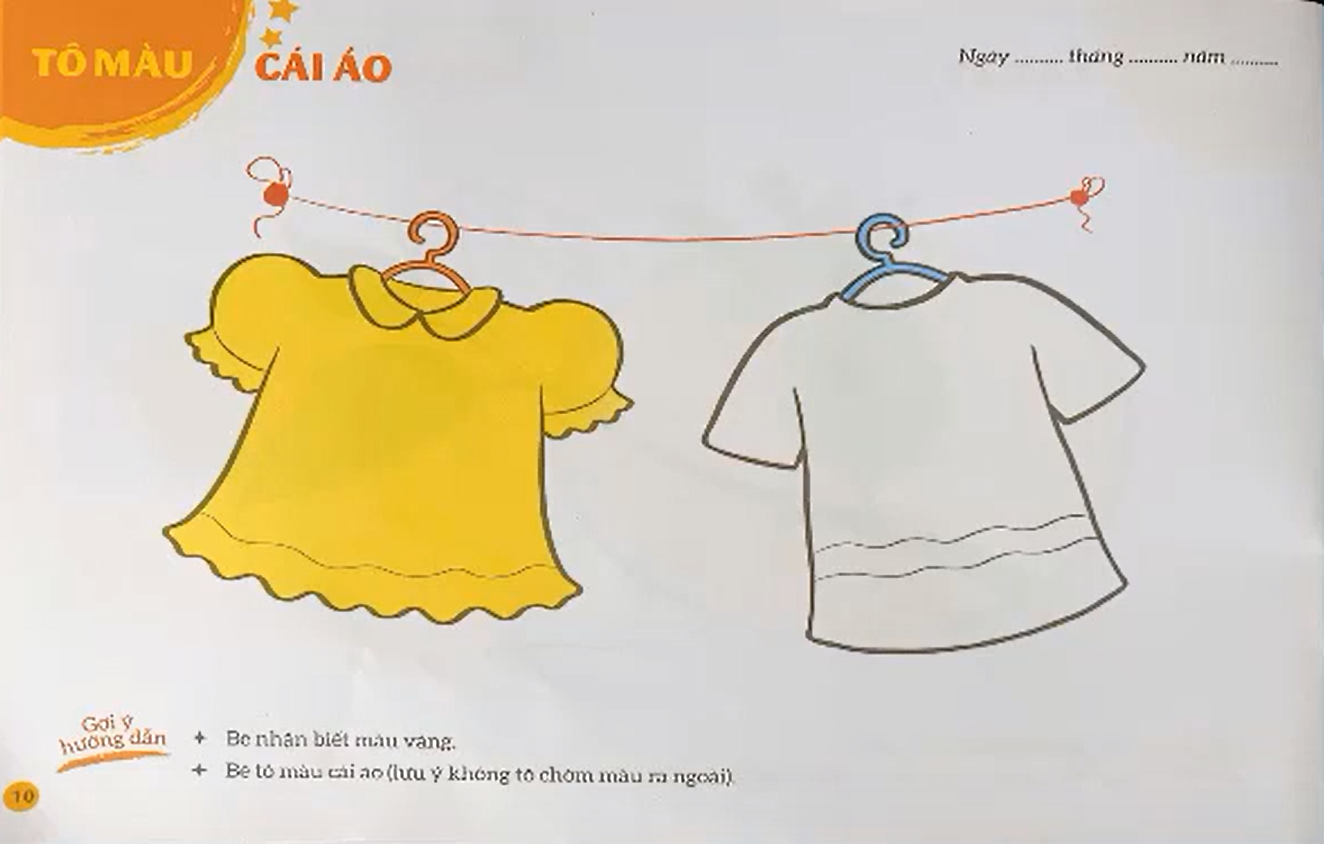 TÔ MÀU
CÁI ÁO
Ngày .......... tháng .......... năm ..........
Gợi ý
hướng dẫn
+ Bé nhận biết màu vàng.
+ Bé tô màu cái áo (lưu ý không tô chờm màu ra ngoài).
10